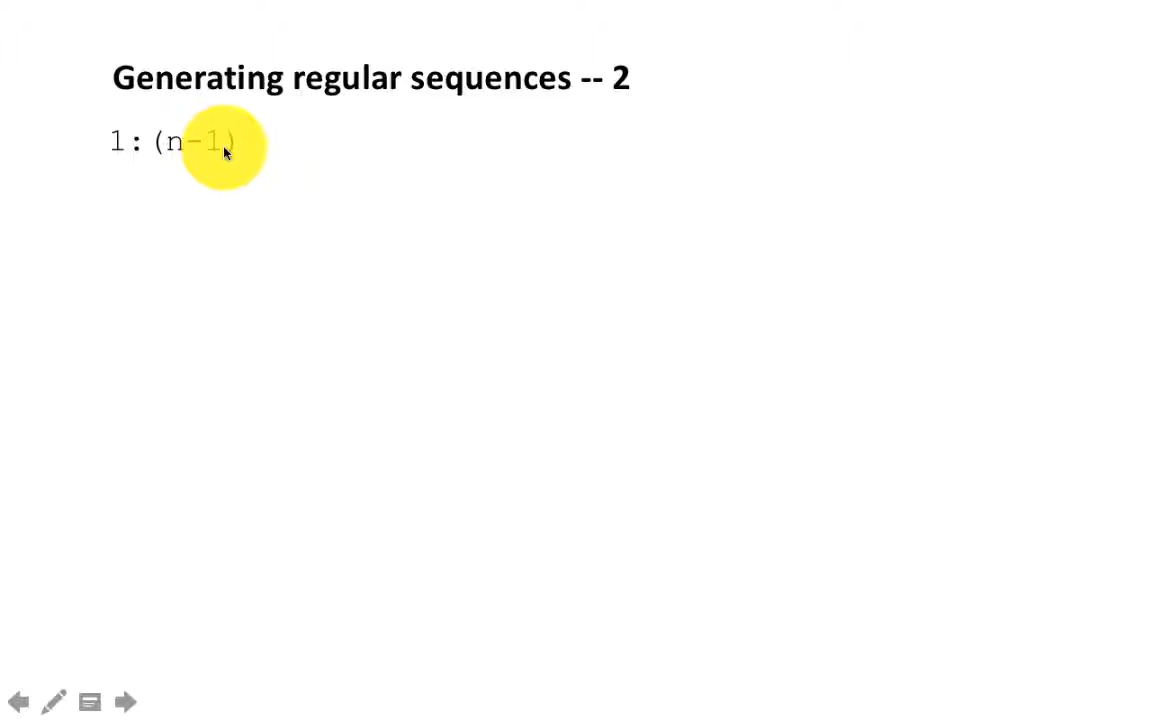 Generating regular sequences -- 2
1:(n-1)